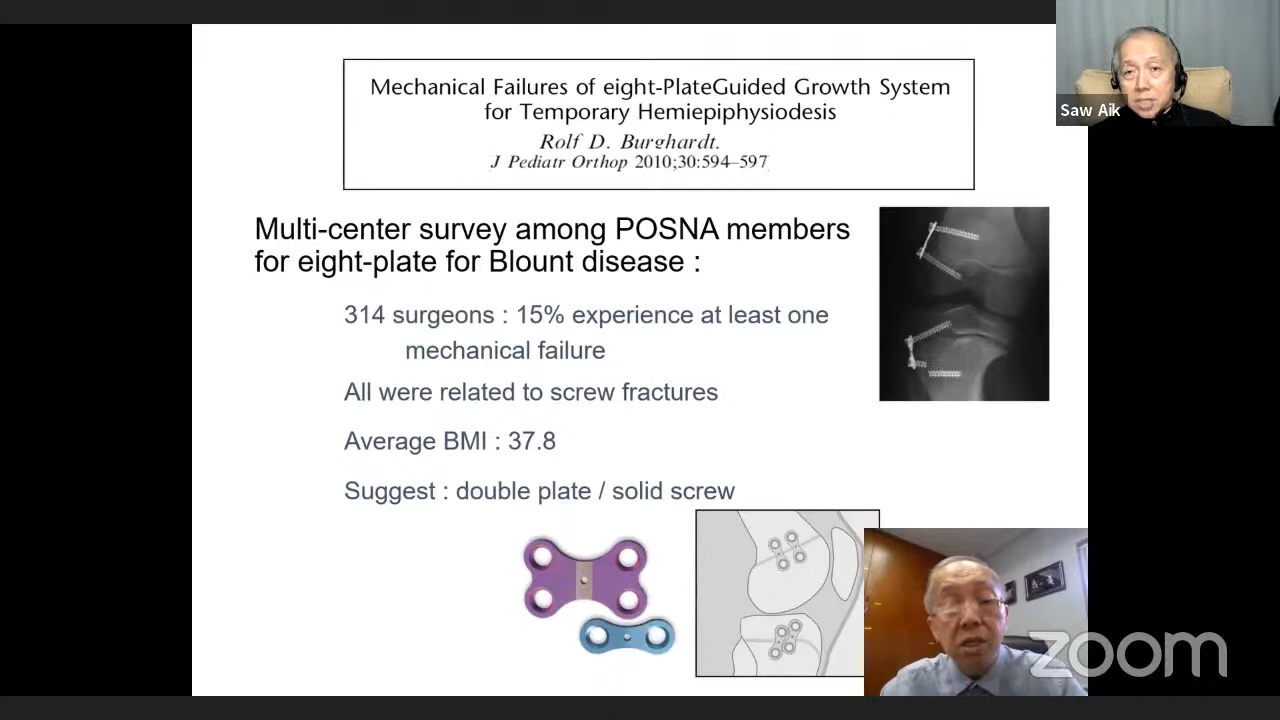 Mechanical Failures of eight-PlateGuided Growth System
for Temporary Hemiepiphysiodesis
Rolf D. Burghardt.
J Pediatr Orthop 2010;30:594–597
Saw Aik
Multi-center survey among POSNA members
for eight-plate for Blount disease :
314 surgeons : 15% experience at least one
mechanical failure
All were related to screw fractures
Average BMI : 37.8
Suggest : double plate / solid screw
zoom